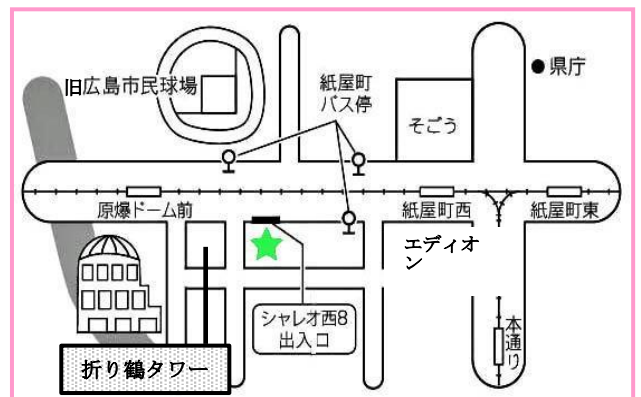 旧広島市民球場
紙屋町
バス停
そごう
県庁
原爆ドーム前
紙屋町西
紙屋町東
エディオ
ン
シャレオ西8
出入口
本通り
折り鶴タワー